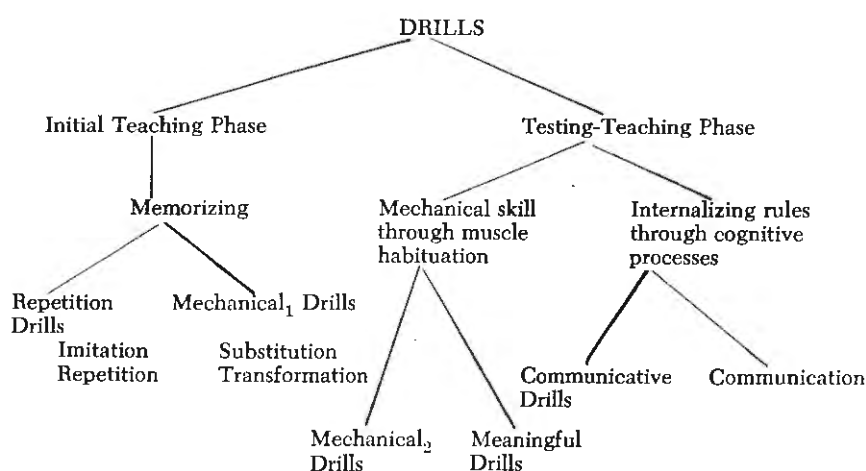 DRILLS
Initial Teaching Phase
Testing-Teaching Phase
Memorizing
Mechanical skill
through muscle
habituation
Internalizing rules
through cognitive
processes
Repetition
Drills
Imitation
Repetition
Mechanical₁ Drills
Substitution
Transformation
Communicative
Drills
Communication
Mechanical₂
Drills
Meaningful
Drills